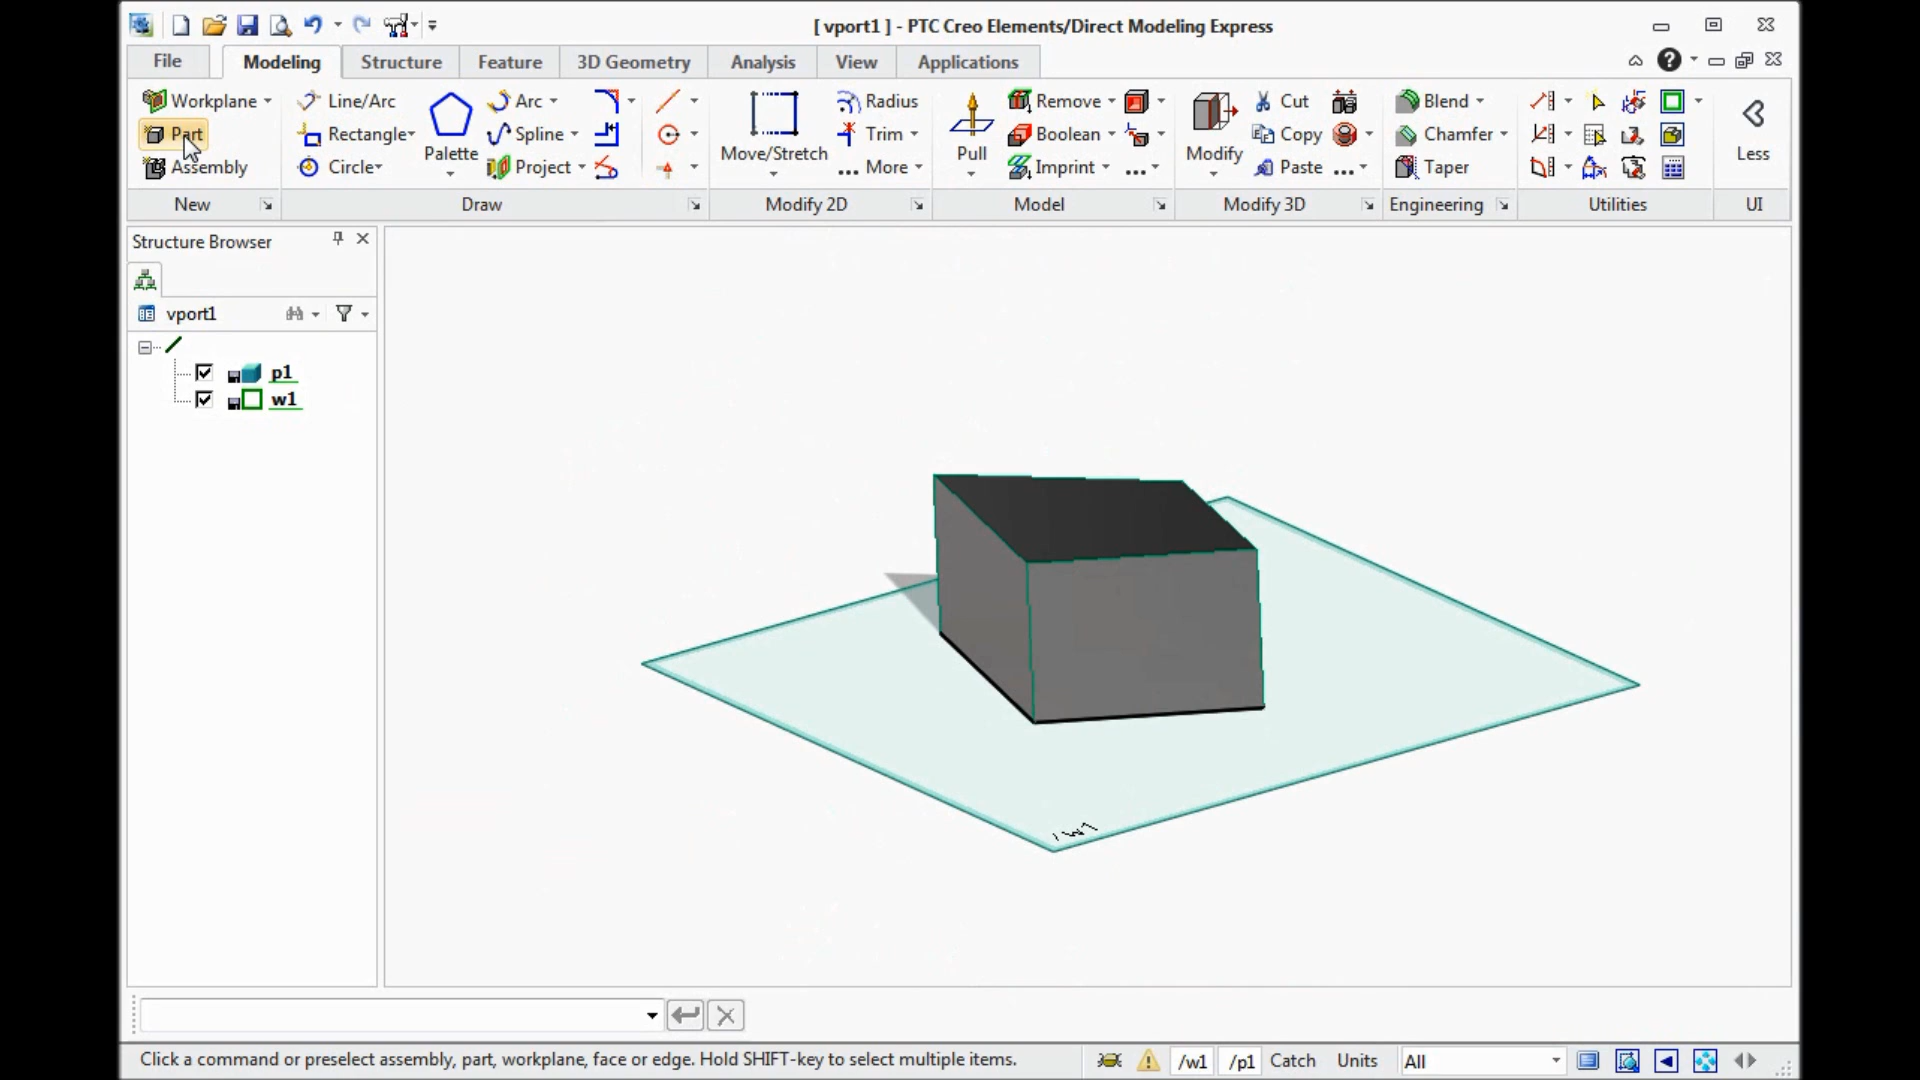 [ vport1 ] - PTC Creo Elements/Direct Modeling Express
File Modeling Structure Feature 3D Geometry Analysis View Applications
Workplane Line/Arc Arc Radius Remove Cut Blend
Part Rectangle Spline Trim Boolean Copy Chamfer
Palette Move/Stretch Pull Modify Less
Assembly Circle Project ... More Imprint ... Paste ... Taper
New Draw Modify 2D Model Modify 3D Engineering Utilities UI
Structure Browser
vport1
p1
w1
/w1
Click a command or preselect assembly, part, workplane, face or edge. Hold SHIFT-key to select multiple items. /w1 /p1 Catch Units All